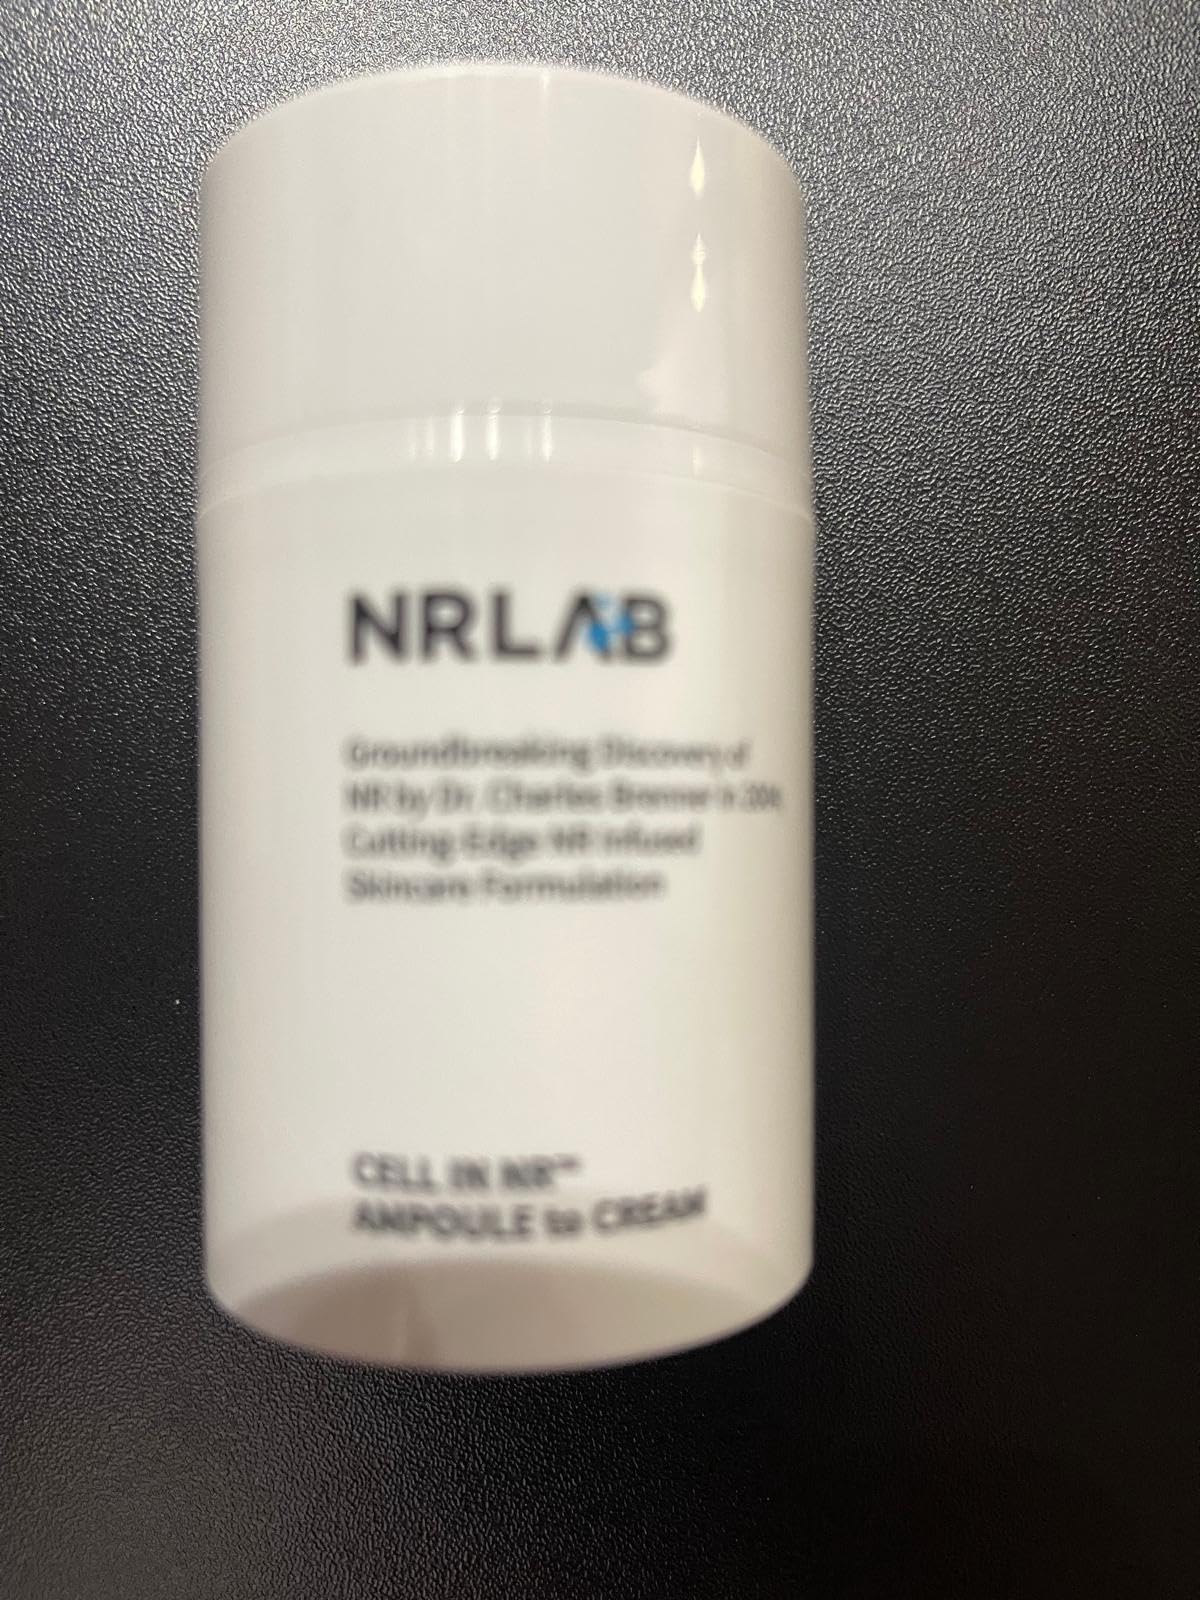 NRLAB
Groundbreaking Discovery of
NR by Dr. Charles Brenner in
Cutting Edge NR Infused
Skincare Formulation
CELL IN NR™
AMPOULE to CREAM